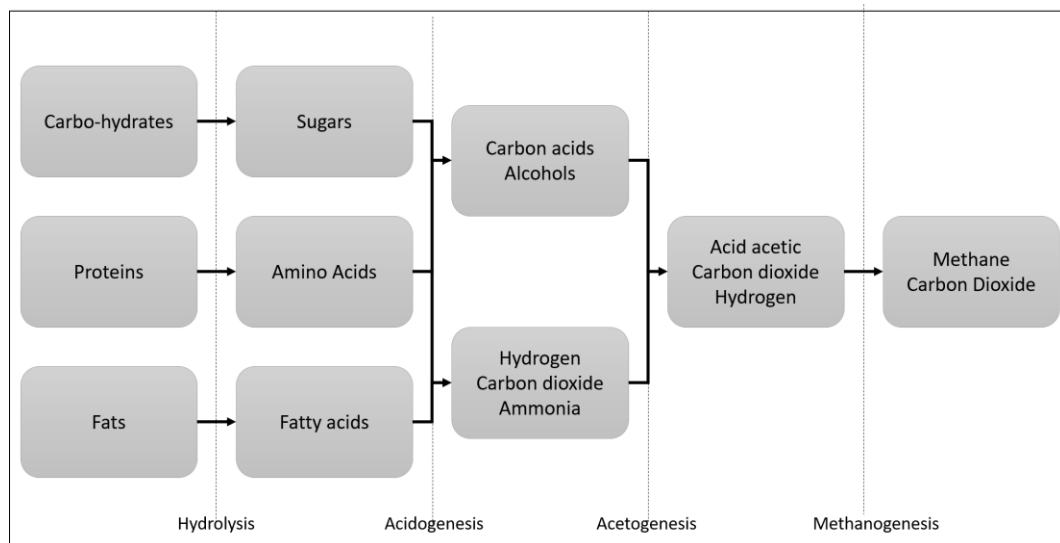 Carbo-hydrates
Sugars
Carbon acids
Alcohols
Proteins
Amino Acids
Acid acetic
Carbon dioxide
Hydrogen
Methane
Carbon Dioxide
Hydrogen
Carbon dioxide
Ammonia
Fats
Fatty acids
Hydrolysis
Acidogenesis
Acetogenesis
Methanogenesis